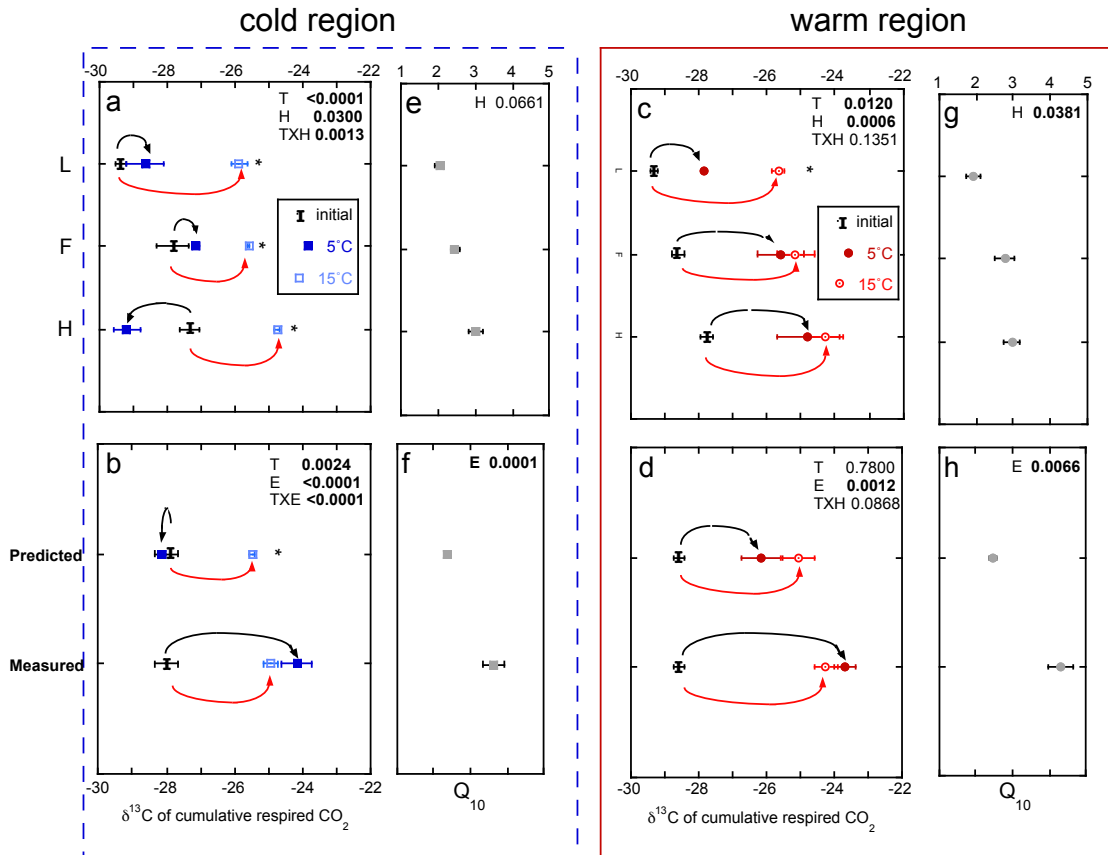 cold region
warm region
-30 -28 -26 -24 -22
1 2 3 4 5
-30 -28 -26 -24 -22
1 2 3 4 5
a
T <0.0001
H 0.0300
TXH 0.0013
e
H 0.0661
c
T 0.0120
H 0.0006
TXH 0.1351
g
H 0.0381
L
*
F
*
H
*
initial
5˚C
15˚C
L
*
F
H
initial
5˚C
15˚C
b
T 0.0024
E <0.0001
TXE <0.0001
f
E 0.0001
d
T 0.7800
E 0.0012
TXH 0.0868
h
E 0.0066
Predicted
*
Measured
-30 -28 -26 -24 -22
δ13C of cumulative respired CO2
Q10
-30 -28 -26 -24 -22
δ13C of cumulative respired CO2
Q10